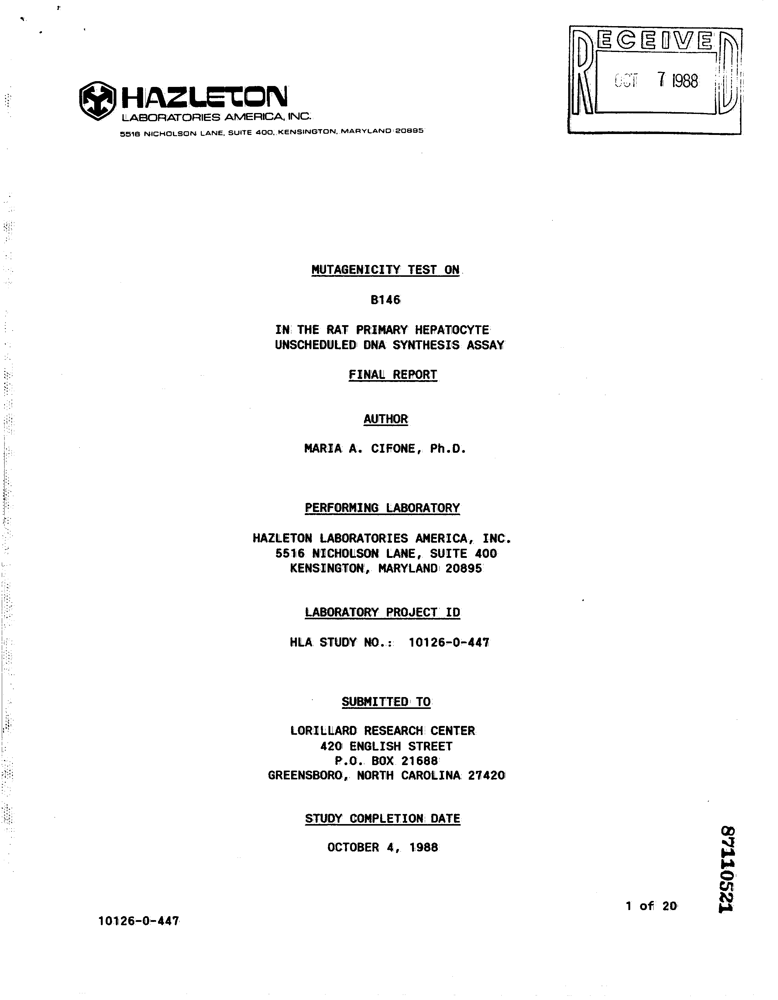 RECEIVED
OCT 7 1988
HAZLETON
LABORATORIES AMERICA, INC.
5516 NICHOLSON LANE, SUITE 400, KENSINGTON, MARYLAND 20895
MUTAGENICITY TEST ON
B146
IN THE RAT PRIMARY HEPATOCYTE
UNSCHEDULED DNA SYNTHESIS ASSAY
FINAL REPORT
AUTHOR
MARIA A. CIFONE, Ph.D.
PERFORMING LABORATORY
HAZLETON LABORATORIES AMERICA, INC.
5516 NICHOLSON LANE, SUITE 400
KENSINGTON, MARYLAND 20895
LABORATORY PROJECT ID
HLA STUDY NO.: 10126-0-447
SUBMITTED TO
LORILLARD RESEARCH CENTER
420 ENGLISH STREET
P.O. BOX 21688
GREENSBORO, NORTH CAROLINA 27420
STUDY COMPLETION DATE
OCTOBER 4, 1988
87110521
1 of 20
10126-0-447